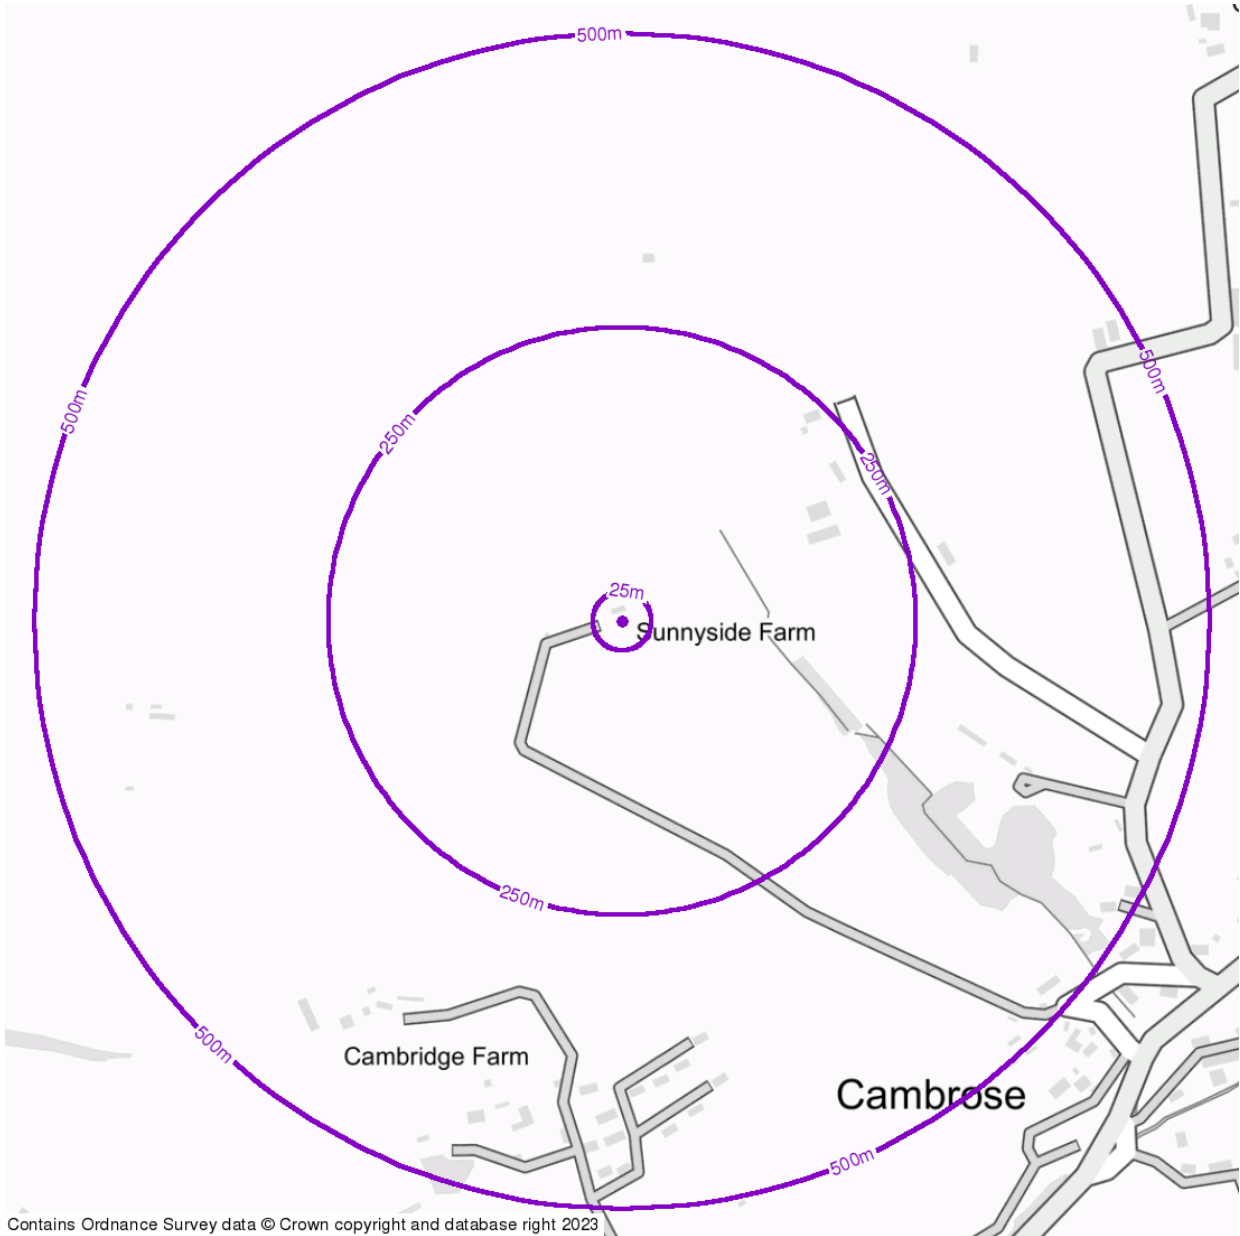 500m
500m
500m
250m
250m
25m
Sunnyside Farm
250m
500m
Cambridge Farm
Cambrose
500m
Contains Ordnance Survey data © Crown copyright and database right 2023